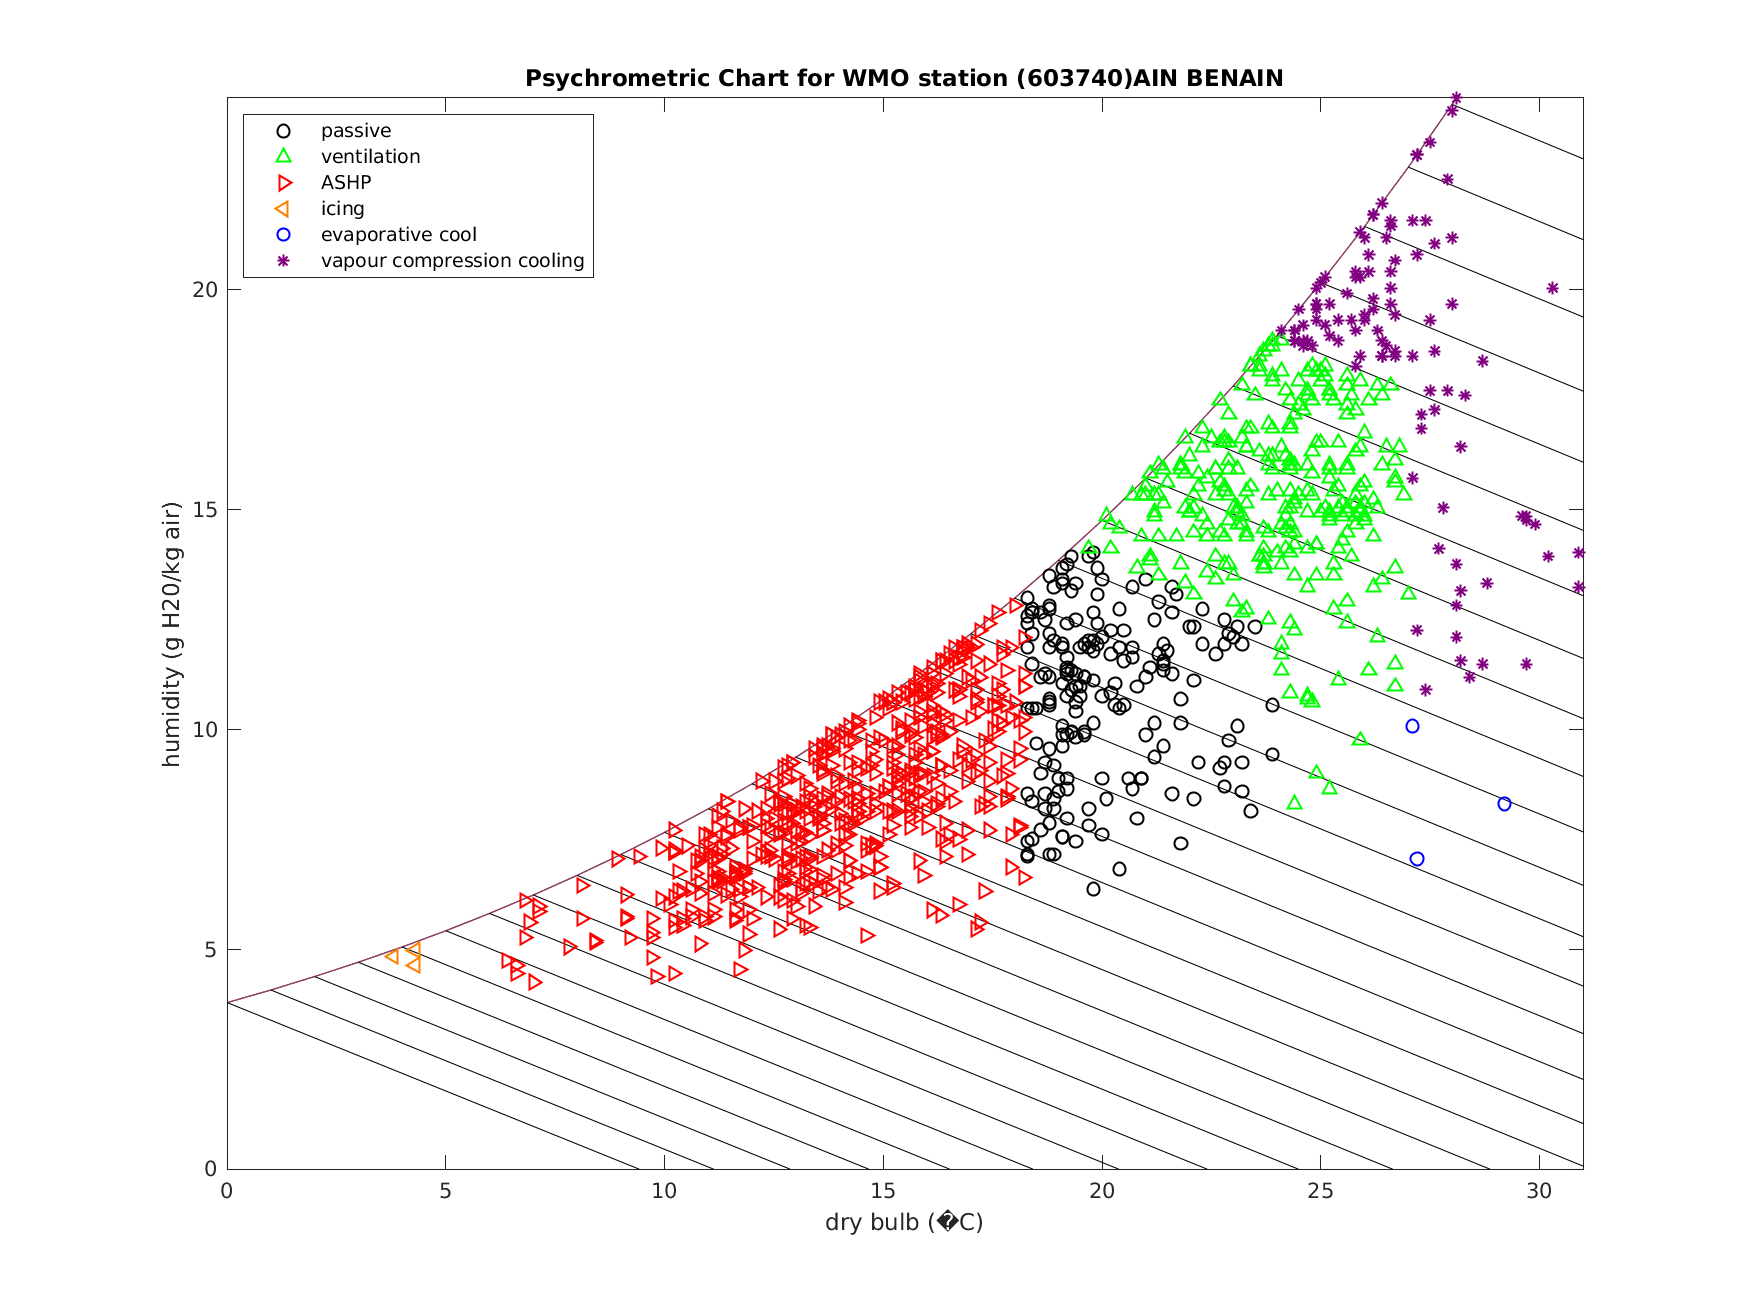 Psychrometric Chart for WMO station (603740)AIN BENAIN
passive
ventilation
ASHP
icing
evaporative cool
vapour compression cooling
humidity (g H20/kg air)
20
15
10
5
0
0 5 10 15 20 25 30
dry bulb (�C)